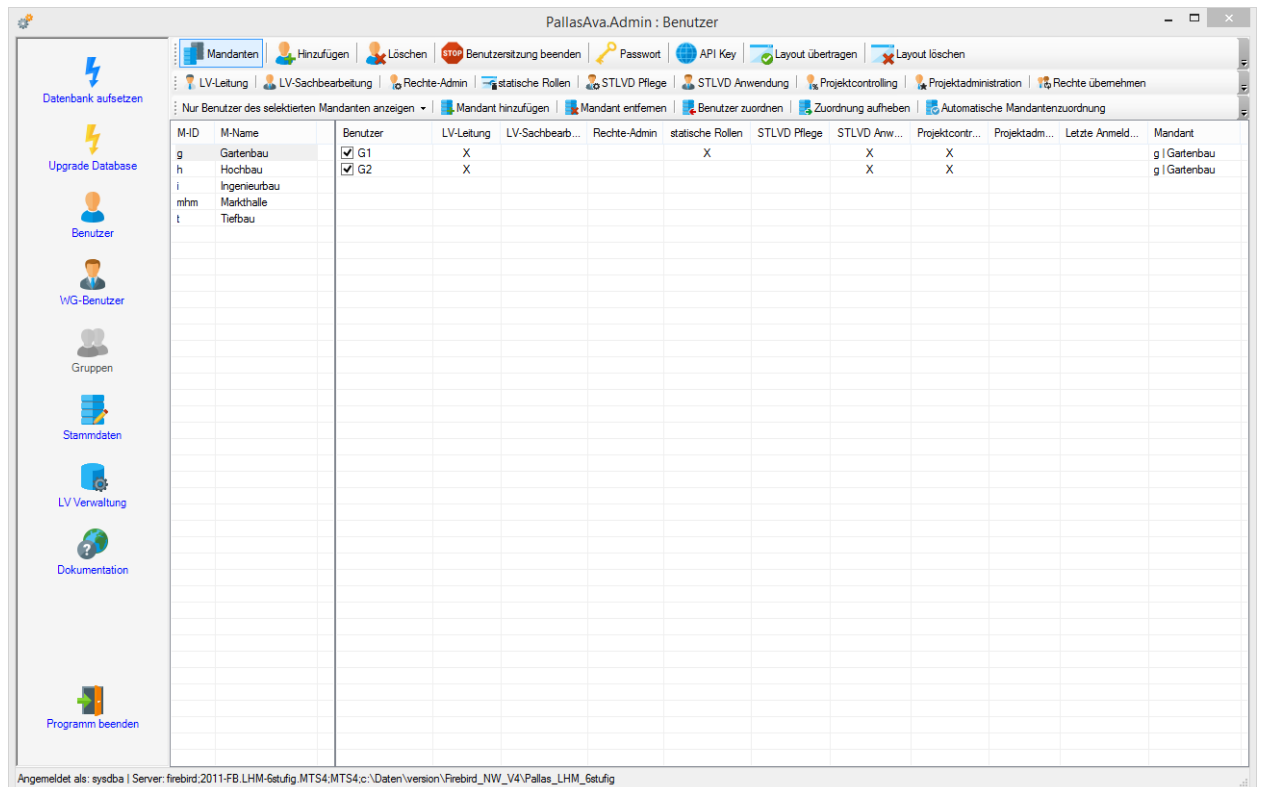 PallasAva.Admin : Benutzer
Datenbank aufsetzen
Upgrade Database
Benutzer
WG-Benutzer
Gruppen
Stammdaten
LV Verwaltung
Dokumentation
Programm beenden
Mandanten Hinzufügen Löschen STOP Benutzersitzung beenden Passwort API Key Layout übertragen Layout löschen
LV-Leitung LV-Sachbearbeitung Rechte-Admin statische Rollen STLVD Pflege STLVD Anwendung Projektcontrolling Projektadministration Rechte übernehmen
Nur Benutzer des selektierten Mandanten anzeigen Mandant hinzufügen Mandant entfernen Benutzer zuordnen Zuordnung aufheben Automatische Mandantenzuordnung
M-ID M-Name Benutzer LV-Leitung LV-Sachbearb... Rechte-Admin statische Rollen STLVD Pflege STLVD Anw... Projektcontr... Projektadm... Letzte Anmeld... Mandant
g Gartenbau G1 X X X X g | Gartenbau
h Hochbau G2 X X X g | Gartenbau
i Ingenieurbau
mhm Markthalle
t Tiefbau
Angemeldet als: sysdba | Server: firebird;2011-FB.LHM-6stufig.MTS4;MTS4;c:\Daten\version\Firebird_NW_V4\Pallas_LHM_6stufig